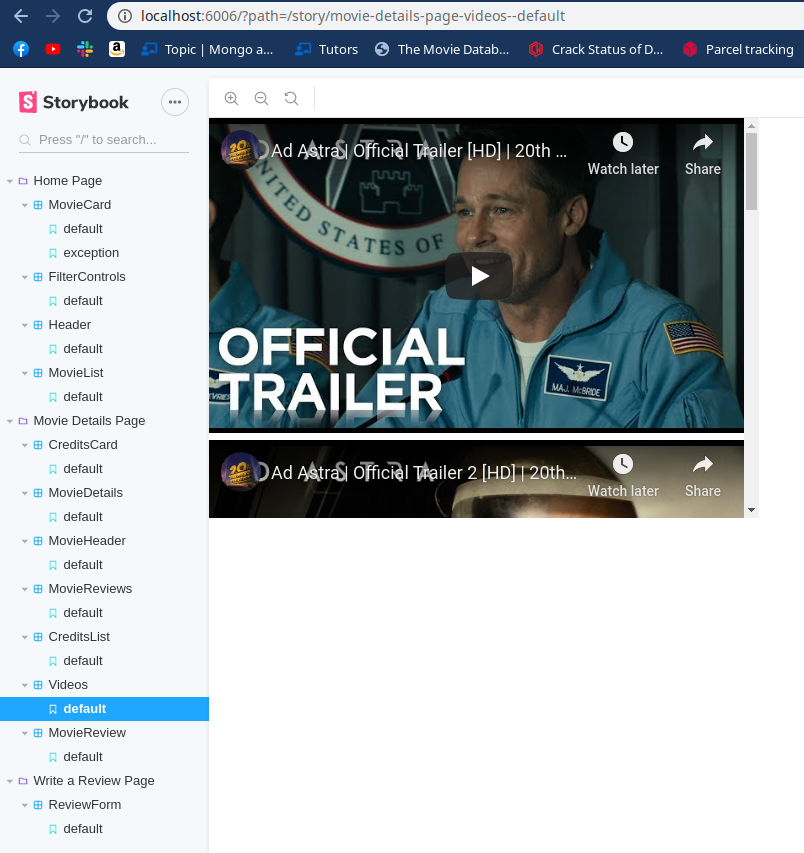 localhost:6006/?path=/story/movie-details-page-videos--default
Topic | Mongo a...
Tutors
The Movie Datab...
Crack Status of D...
Parcel tracking
Storybook
Press "/" to search...
Home Page
MovieCard
default
exception
FilterControls
default
Header
default
MovieList
default
Movie Details Page
CreditsCard
default
MovieDetails
default
MovieHeader
default
MovieReviews
default
CreditsList
default
Videos
default
MovieReview
default
Write a Review Page
ReviewForm
default
Ad Astra | Official Trailer [HD] | 20th ...
Watch later
Share
UNITED STATES OF
MAJ. McBRIDE
OFFICIAL
TRAILER
Ad Astra | Official Trailer 2 [HD] | 20th...
Watch later
Share